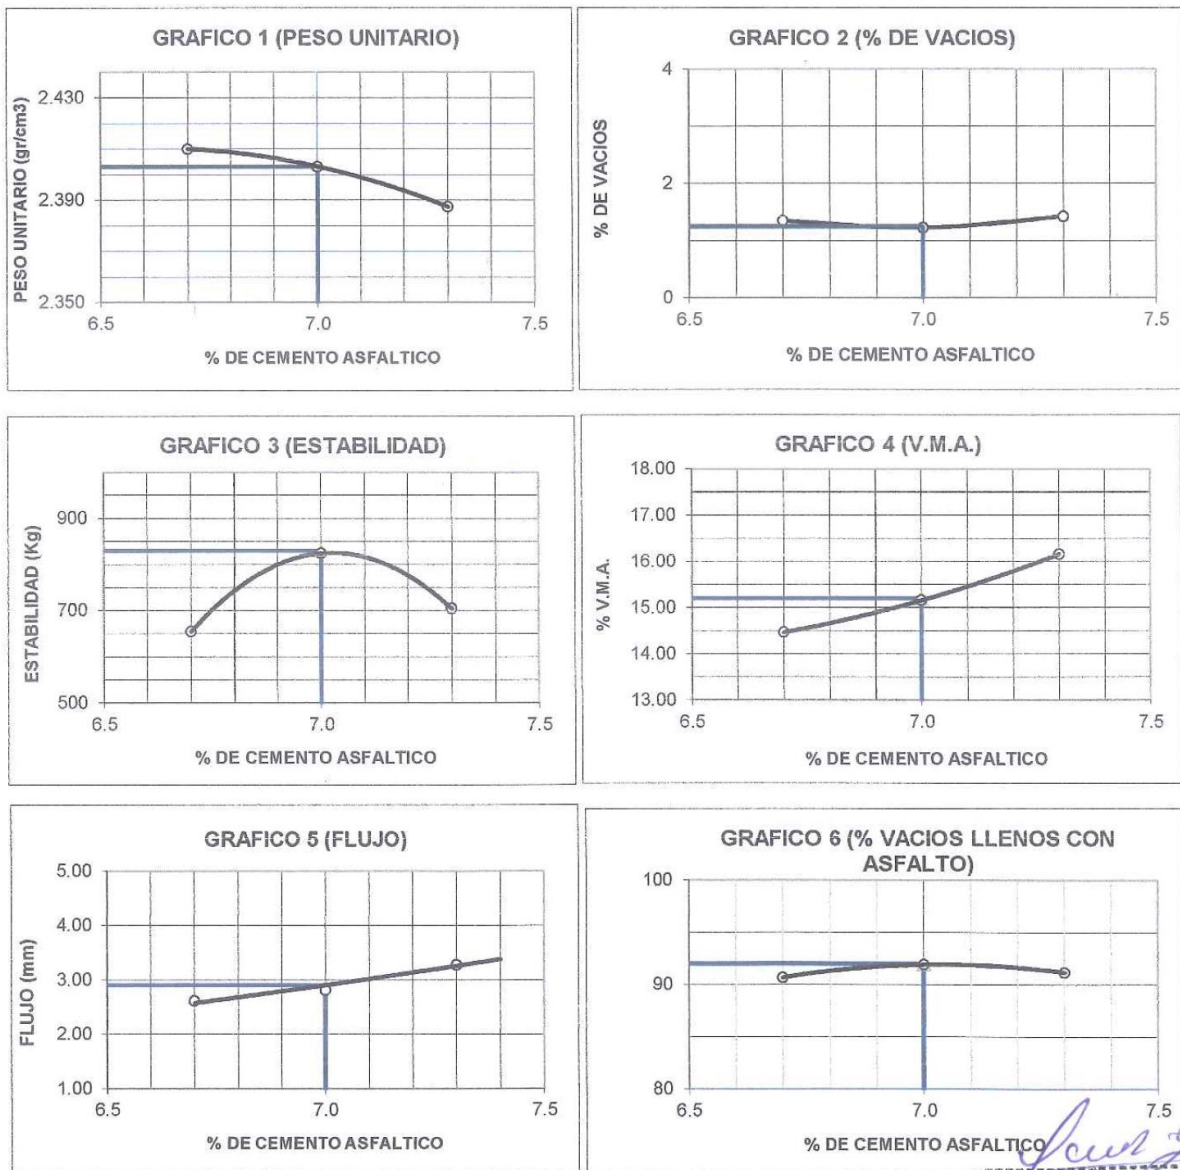 GRAFICO 1 (PESO UNITARIO)
PESO UNITARIO (gr/cm3)
2.430
2.390
2.350
6.5 7.0 7.5
% DE CEMENTO ASFALTICO
GRAFICO 2 (% DE VACIOS)
% DE VACIOS
4
2
0
6.5 7.0 7.5
% DE CEMENTO ASFALTICO
GRAFICO 3 (ESTABILIDAD)
ESTABILIDAD (Kg)
900
700
500
6.5 7.0 7.5
% DE CEMENTO ASFALTICO
GRAFICO 4 (V.M.A.)
% V.M.A.
18.00
17.00
16.00
15.00
14.00
13.00
6.5 7.0 7.5
% DE CEMENTO ASFALTICO
GRAFICO 5 (FLUJO)
FLUJO (mm)
5.00
4.00
3.00
2.00
1.00
6.5 7.0 7.5
% DE CEMENTO ASFALTICO
GRAFICO 6 (% VACIOS LLENOS CON
ASFALTO)
100
90
80
6.5 7.0 7.5
% DE CEMENTO ASFALTICO